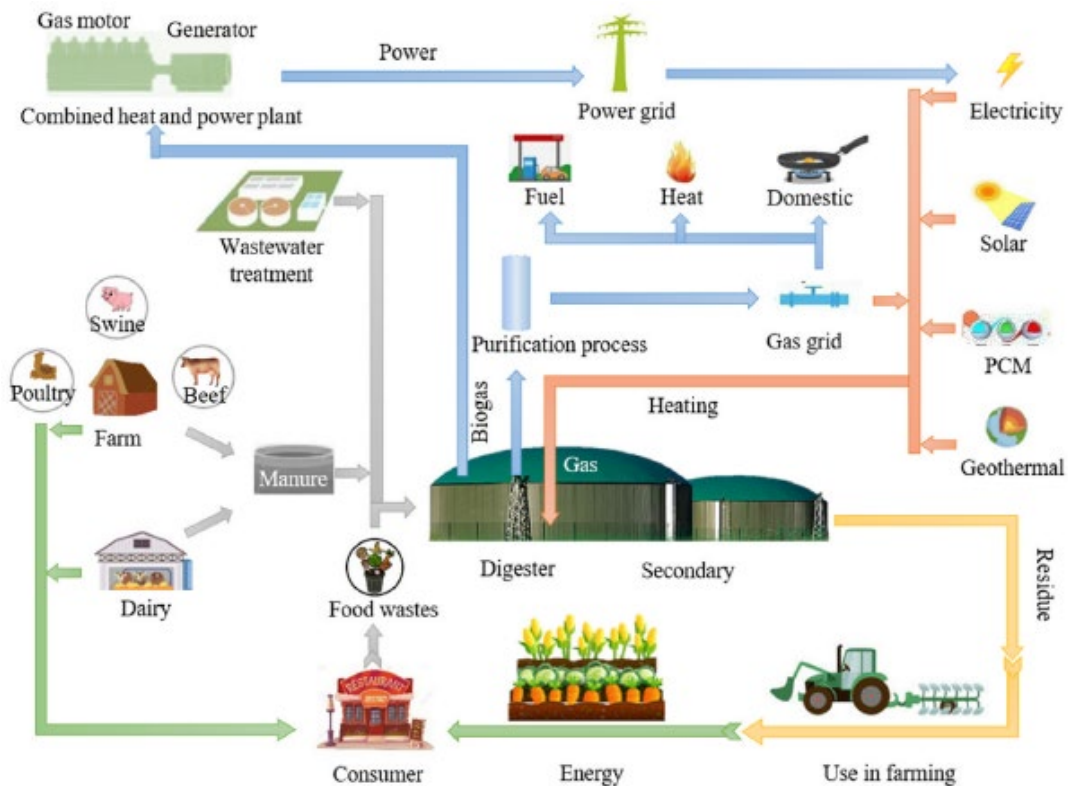 Gas motor
Generator
Power
Combined heat and power plant
Power grid
Electricity
Fuel
Heat
Domestic
Wastewater
treatment
Solar
Swine
Purification process
Gas grid
PCM
Poultry
Beef
Farm
Biogas
Heating
Manure
Gas
Geothermal
Digester
Secondary
Residue
Dairy
Food wastes
RESTAURANT
Consumer
Energy
Use in farming